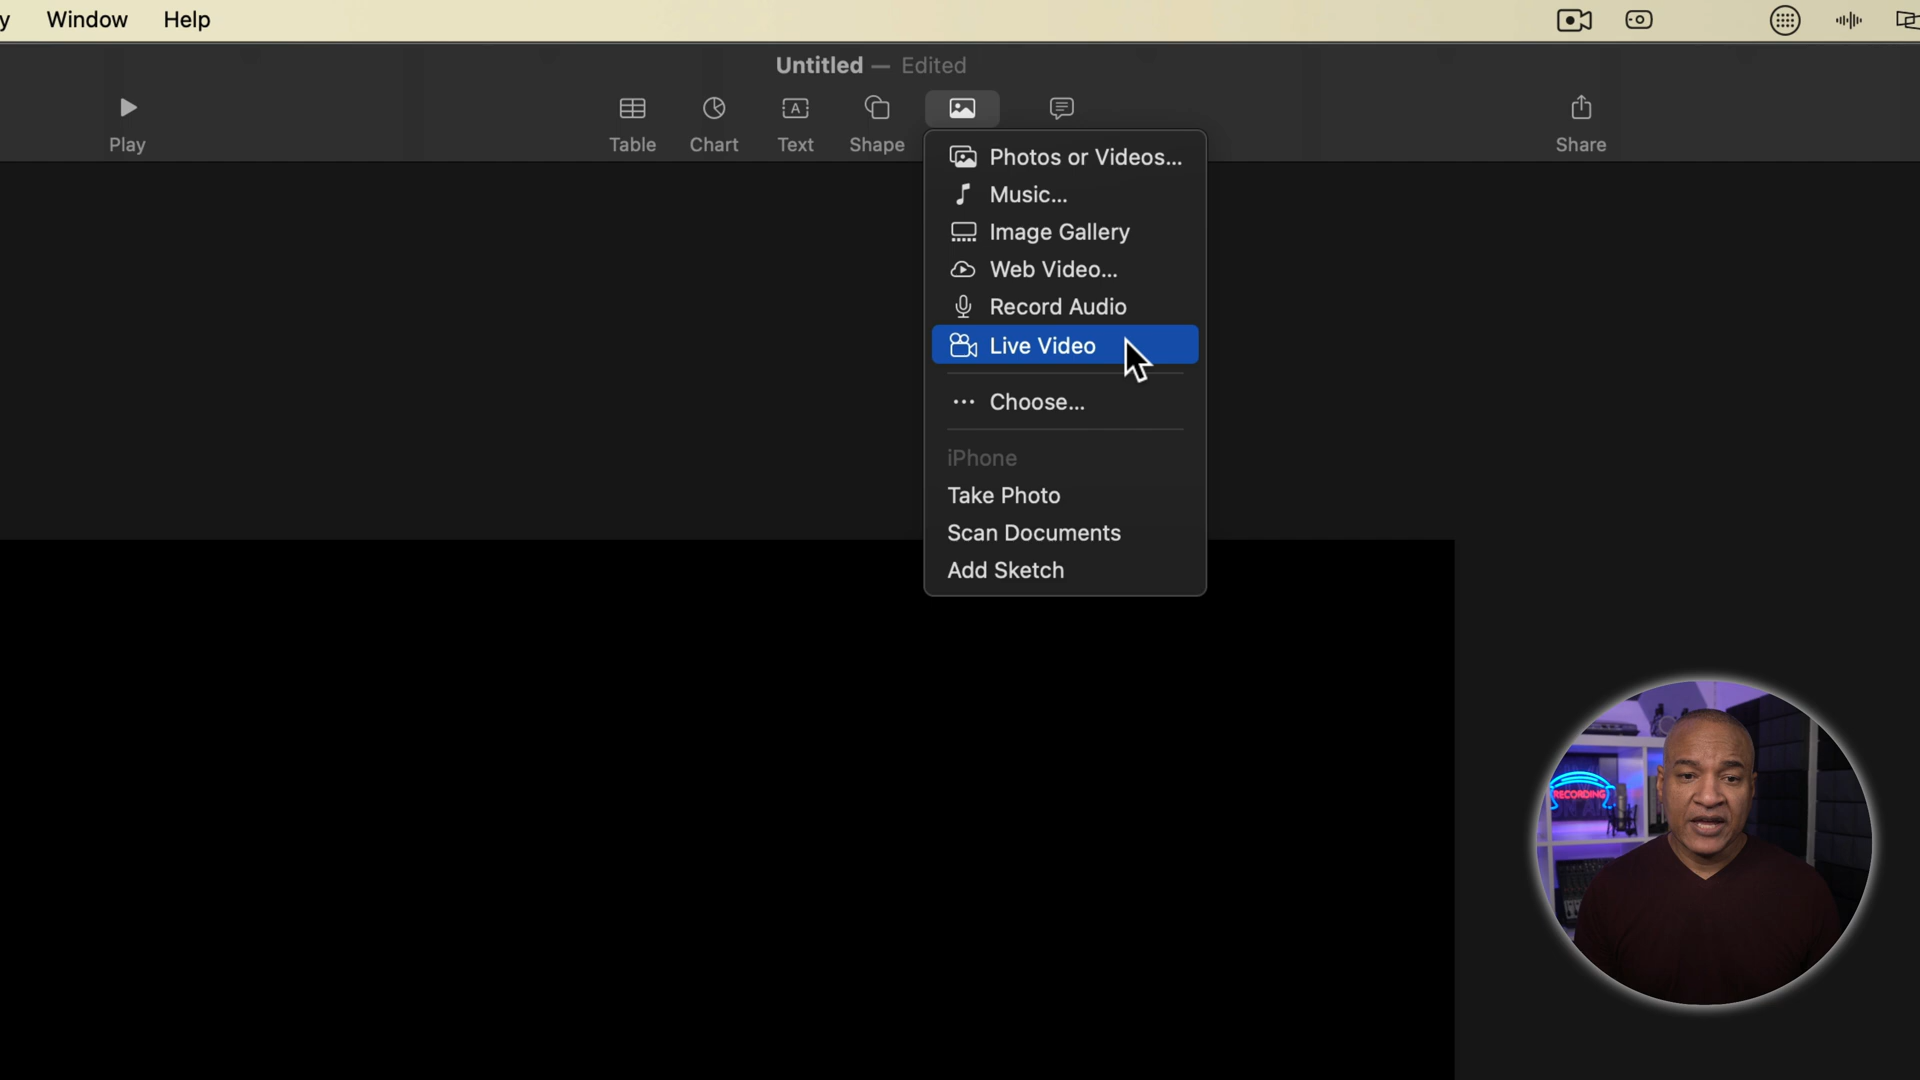 y Window Help
Untitled — Edited
Play
Table
Chart
Text
Shape
Share
Photos or Videos...
Music...
Image Gallery
Web Video...
Record Audio
Live Video
Choose...
iPhone
Take Photo
Scan Documents
Add Sketch
RECORDING